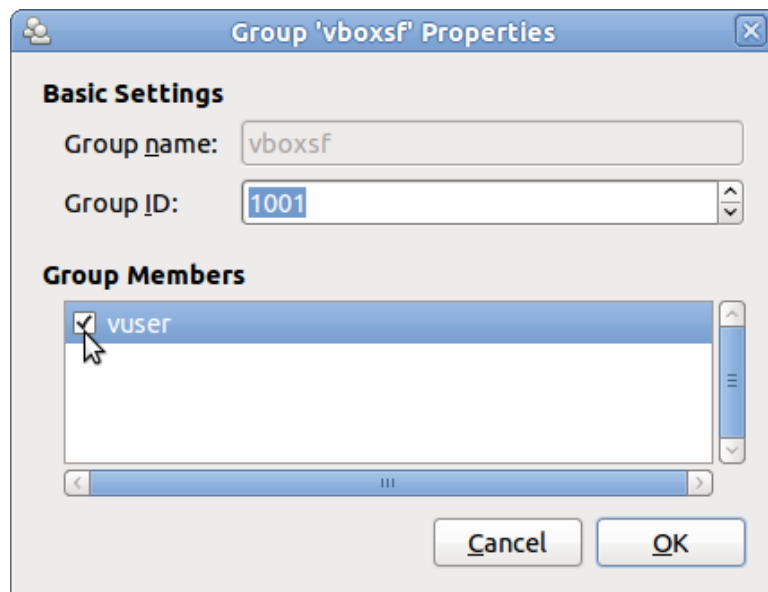 Group 'vboxsf' Properties
Basic Settings
Group name: vboxsf
Group ID: 1001
Group Members
vuser
Cancel OK